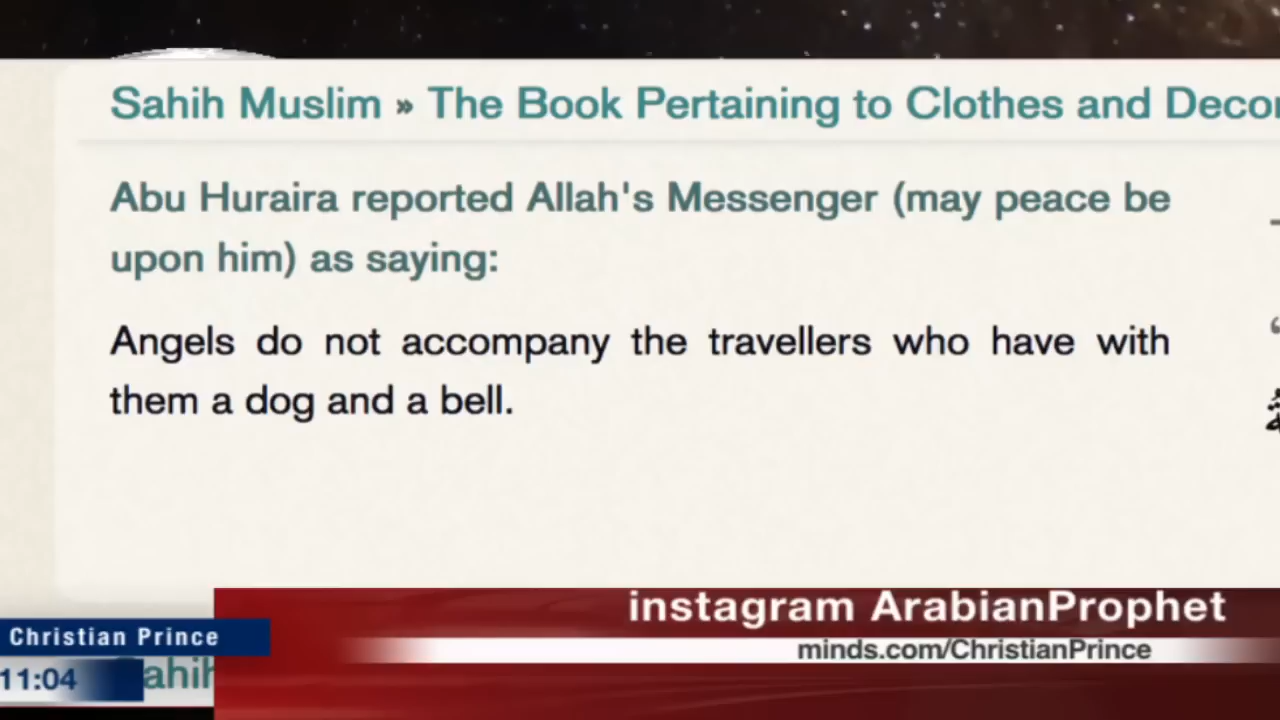 Sahih Muslim » The Book Pertaining to Clothes and
Abu Huraira reported Allah's Messenger (may peace be
upon him) as saying:
Angels do not accompany the travellers who have with
them a dog and a bell.
instagram ArabianProphet
Christian Prince
minds.com/ChristianPrince
11:04